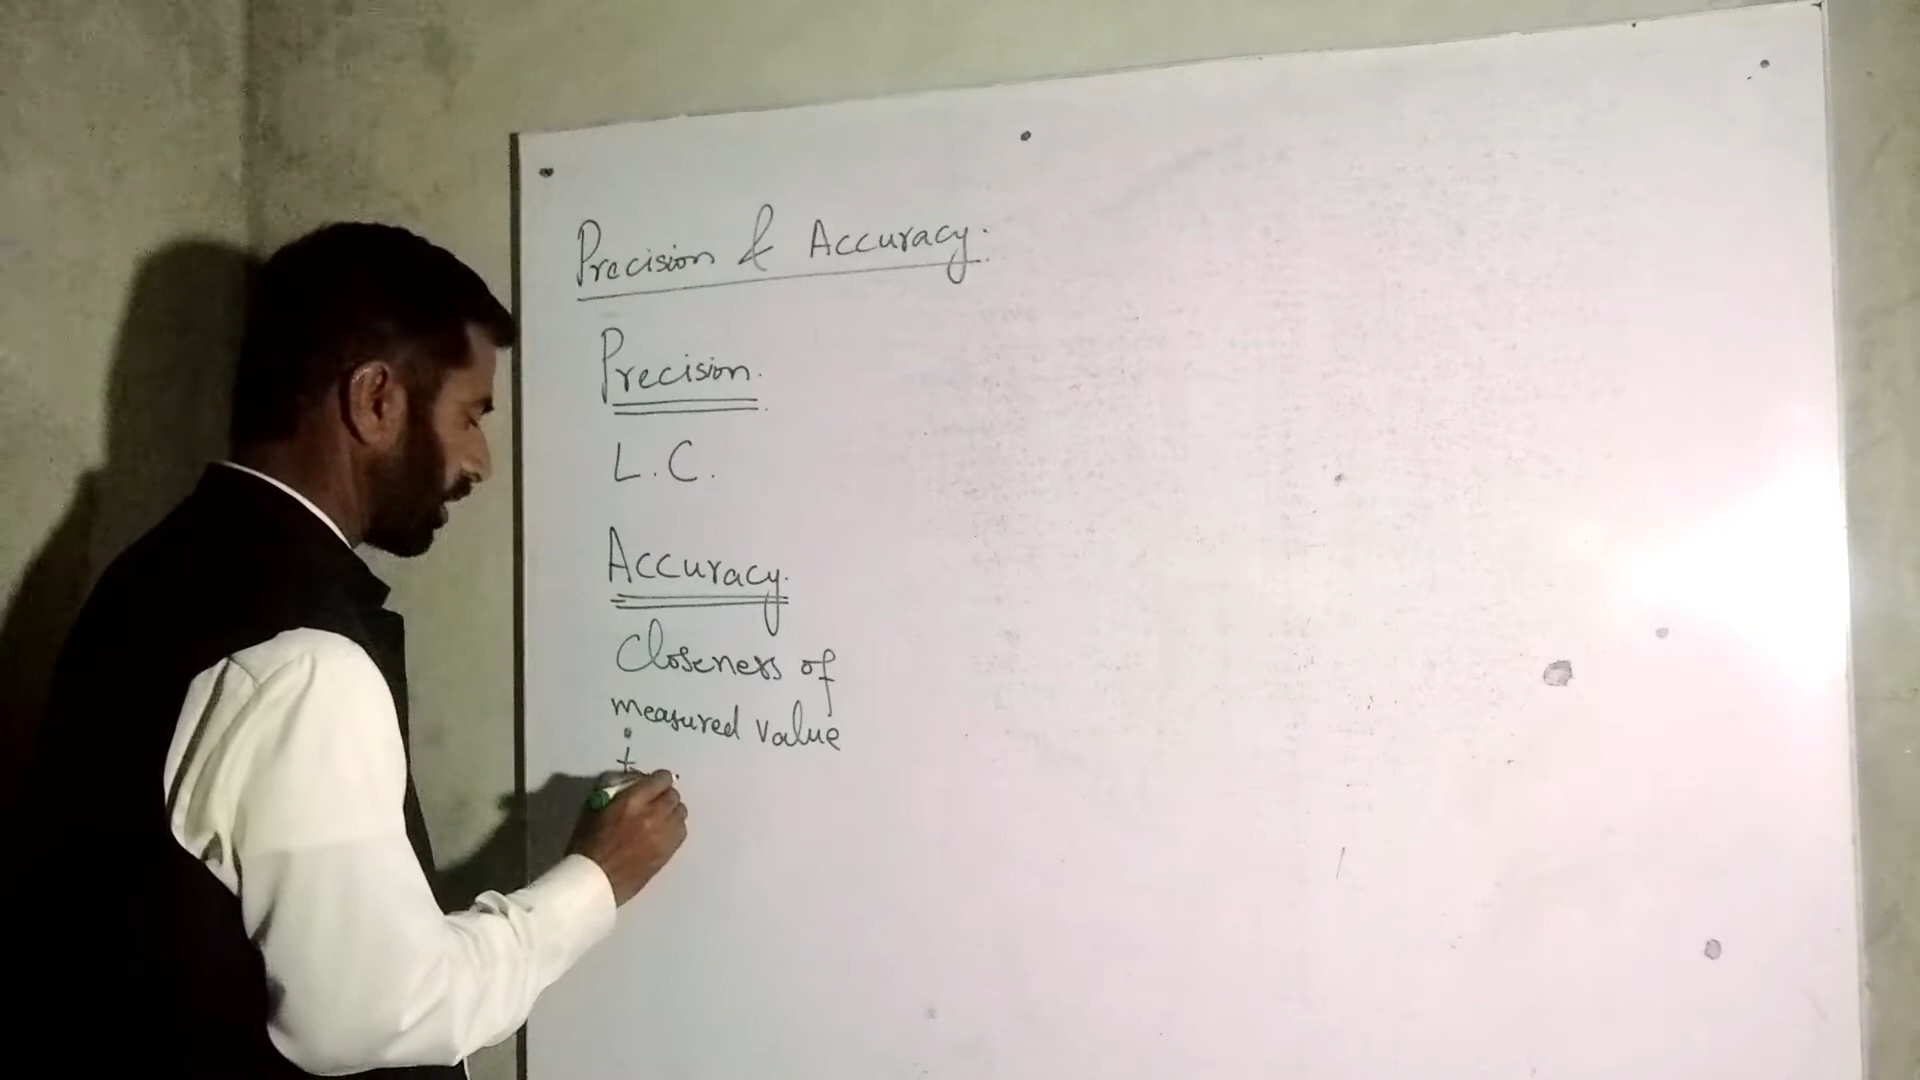 Precision & Accuracy.
Precision.
L.C.
Accuracy.
Closeness of
measured value